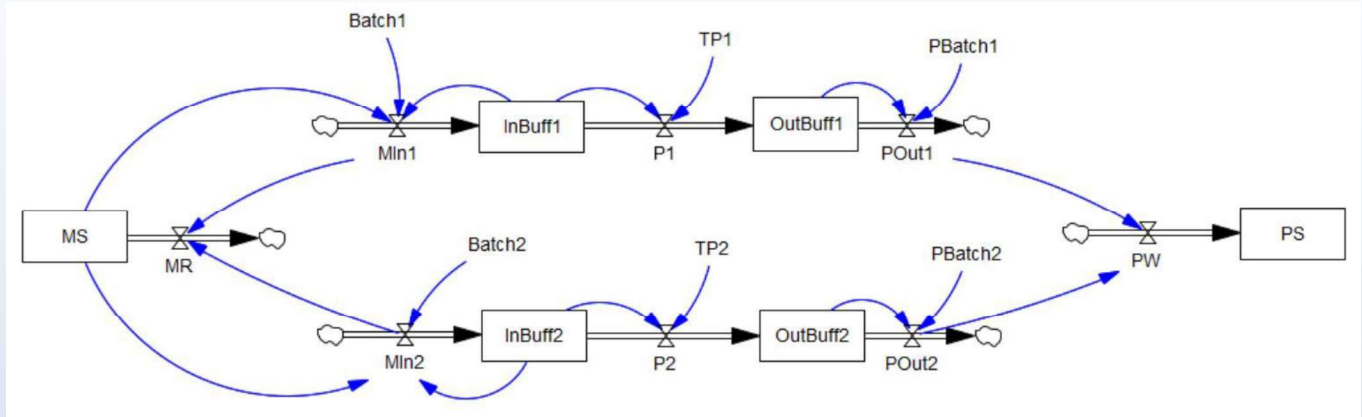 Batch1
TP1
PBatch1
InBuff1
OutBuff1
MIn1
P1
POut1
MS
MR
Batch2
TP2
PBatch2
PW
PS
InBuff2
OutBuff2
MIn2
P2
POut2